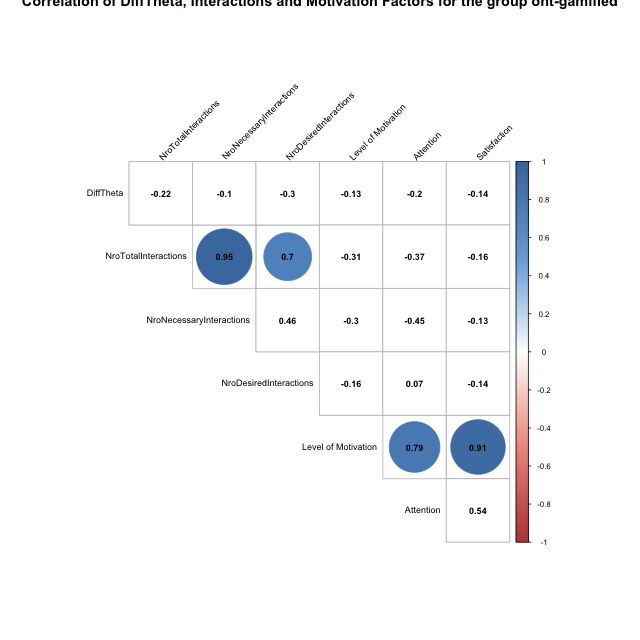 Correlation of DiffTheta, Interactions and Motivation Factors for the group ont-gamified
NroTotalInteractions
NroNecessaryInteractions
NroDesiredInteractions
Level of Motivation
Attention
Satisfaction
DiffTheta -0.22 -0.1 -0.3 -0.13 -0.2 -0.14
NroTotalInteractions 0.95 0.7 -0.31 -0.37 -0.16
NroNecessaryInteractions 0.46 -0.3 -0.45 -0.13
NroDesiredInteractions -0.16 0.07 -0.14
Level of Motivation 0.79 0.91
Attention 0.54
1
0.8
0.6
0.4
0.2
0
-0.2
-0.4
-0.6
-0.8
-1